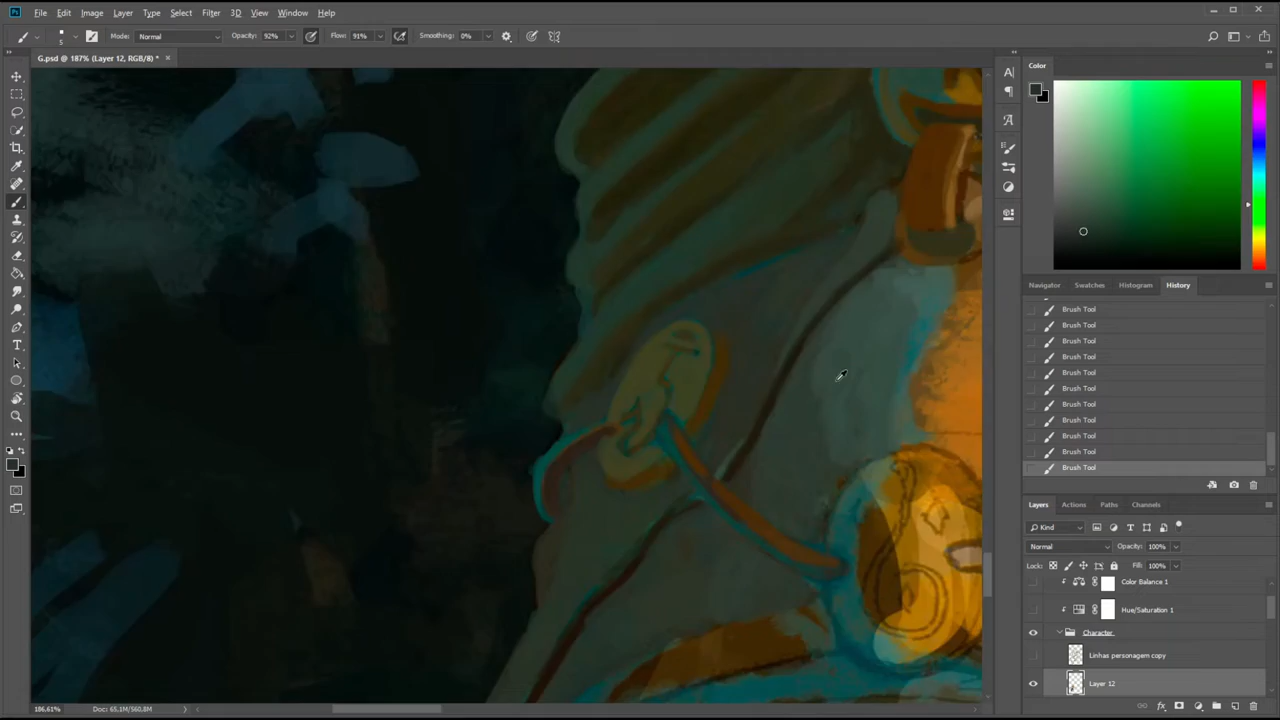 Ps File Edit Image Layer Type Select Filter 3D View Window Help
5 Mode: Normal Opacity: 92% Flow: 91% Smoothing: 0%
G.psd @ 187% (Layer 12, RGB/8) *
Color
Navigator Swatches Histogram History
Brush Tool
Brush Tool
Brush Tool
Brush Tool
Brush Tool
Brush Tool
Brush Tool
Brush Tool
Brush Tool
Brush Tool
Brush Tool
Layers Actions Paths Channels
Kind
Normal Opacity: 100%
Lock: Fill: 100%
Color Balance 1
Hue/Saturation 1
Character
Linhas personagem copy
Layer 12
186,61% Doc: 65,1M/560,8M